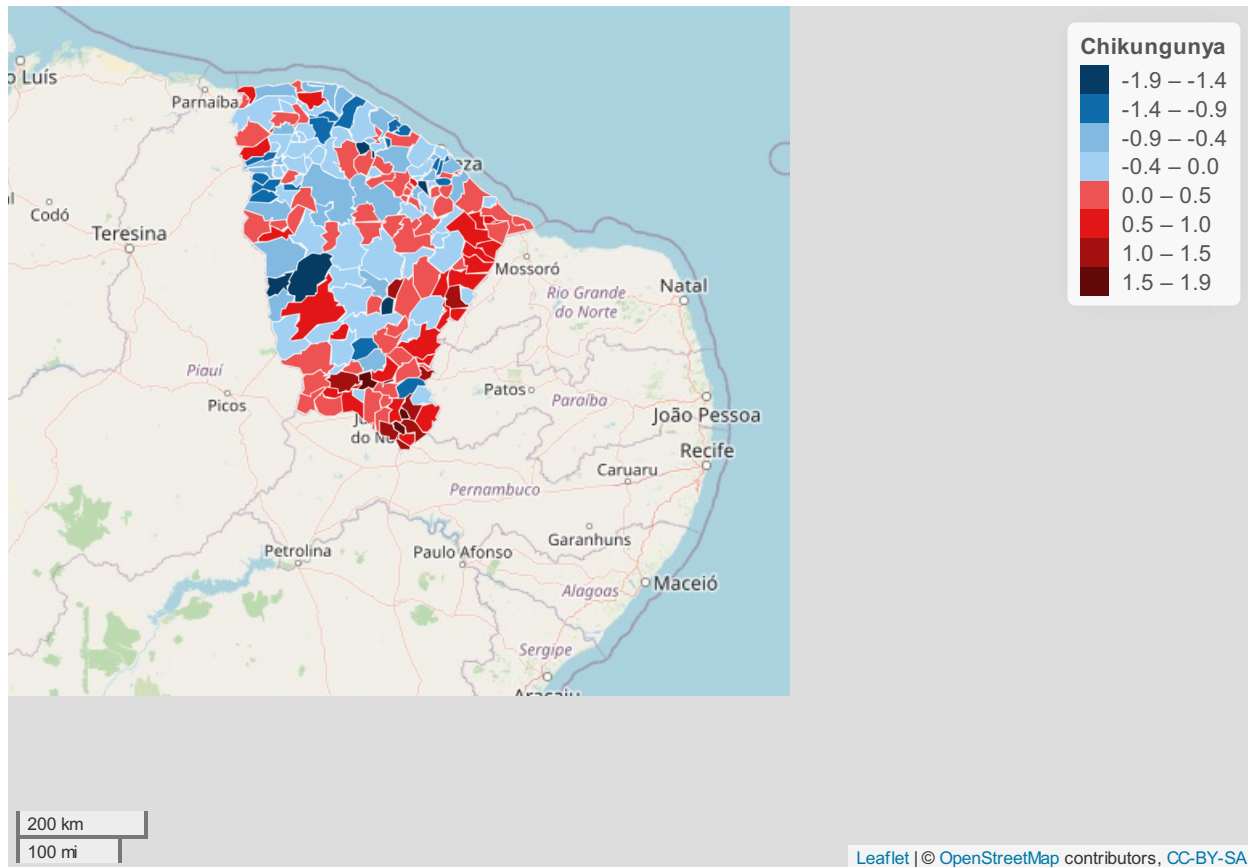 Luís
Parnaíba
Codó
Teresina
Mossoró
Rio Grande
do Norte
Natal
Piauí
Picos
Patos
Paraíba
João Pessoa
Recife
Caruaru
Pernambuco
Garanhuns
Petrolina
Paulo Afonso
Alagoas
Maceió
Sergipe
Aracaju
Chikungunya
-1.9 – -1.4
-1.4 – -0.9
-0.9 – -0.4
-0.4 – 0.0
0.0 – 0.5
0.5 – 1.0
1.0 – 1.5
1.5 – 1.9
200 km
100 mi
Leaflet | © OpenStreetMap contributors, CC-BY-SA